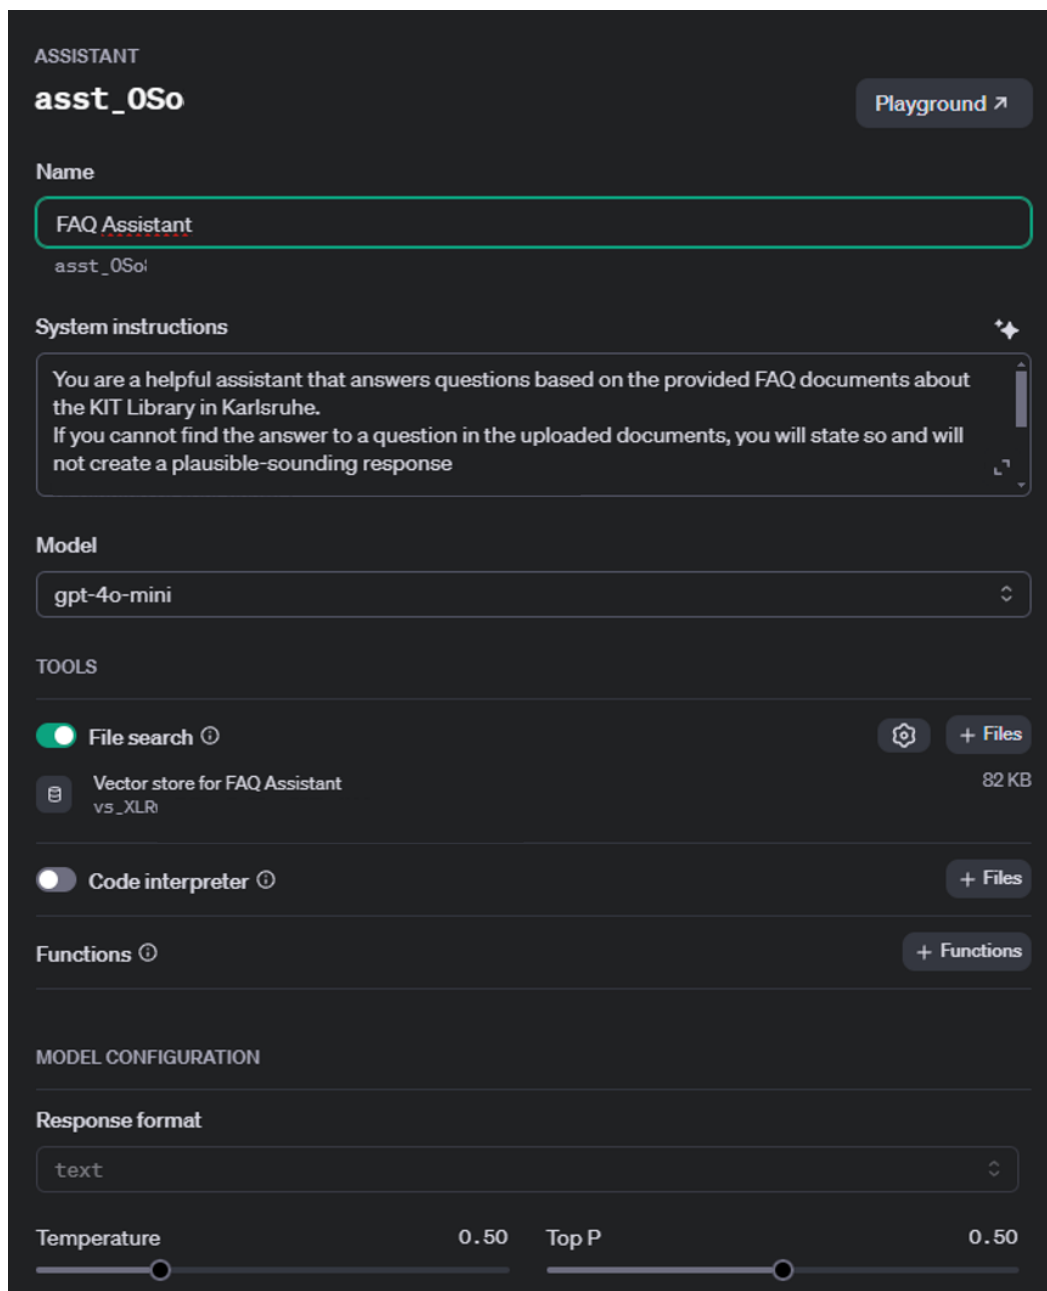 ASSISTANT
asst_0So
Playground
Name
FAQ Assistant
asst_0So
System instructions
You are a helpful assistant that answers questions based on the provided FAQ documents about
the KIT Library in Karlsruhe.
If you cannot find the answer to a question in the uploaded documents, you will state so and will
not create a plausible-sounding response
Model
gpt-4o-mini
TOOLS
File search
+ Files
Vector store for FAQ Assistant
82 KB
vs_XLR
Code interpreter
+ Files
Functions
+ Functions
MODEL CONFIGURATION
Response format
text
Temperature 0.50
Top P 0.50